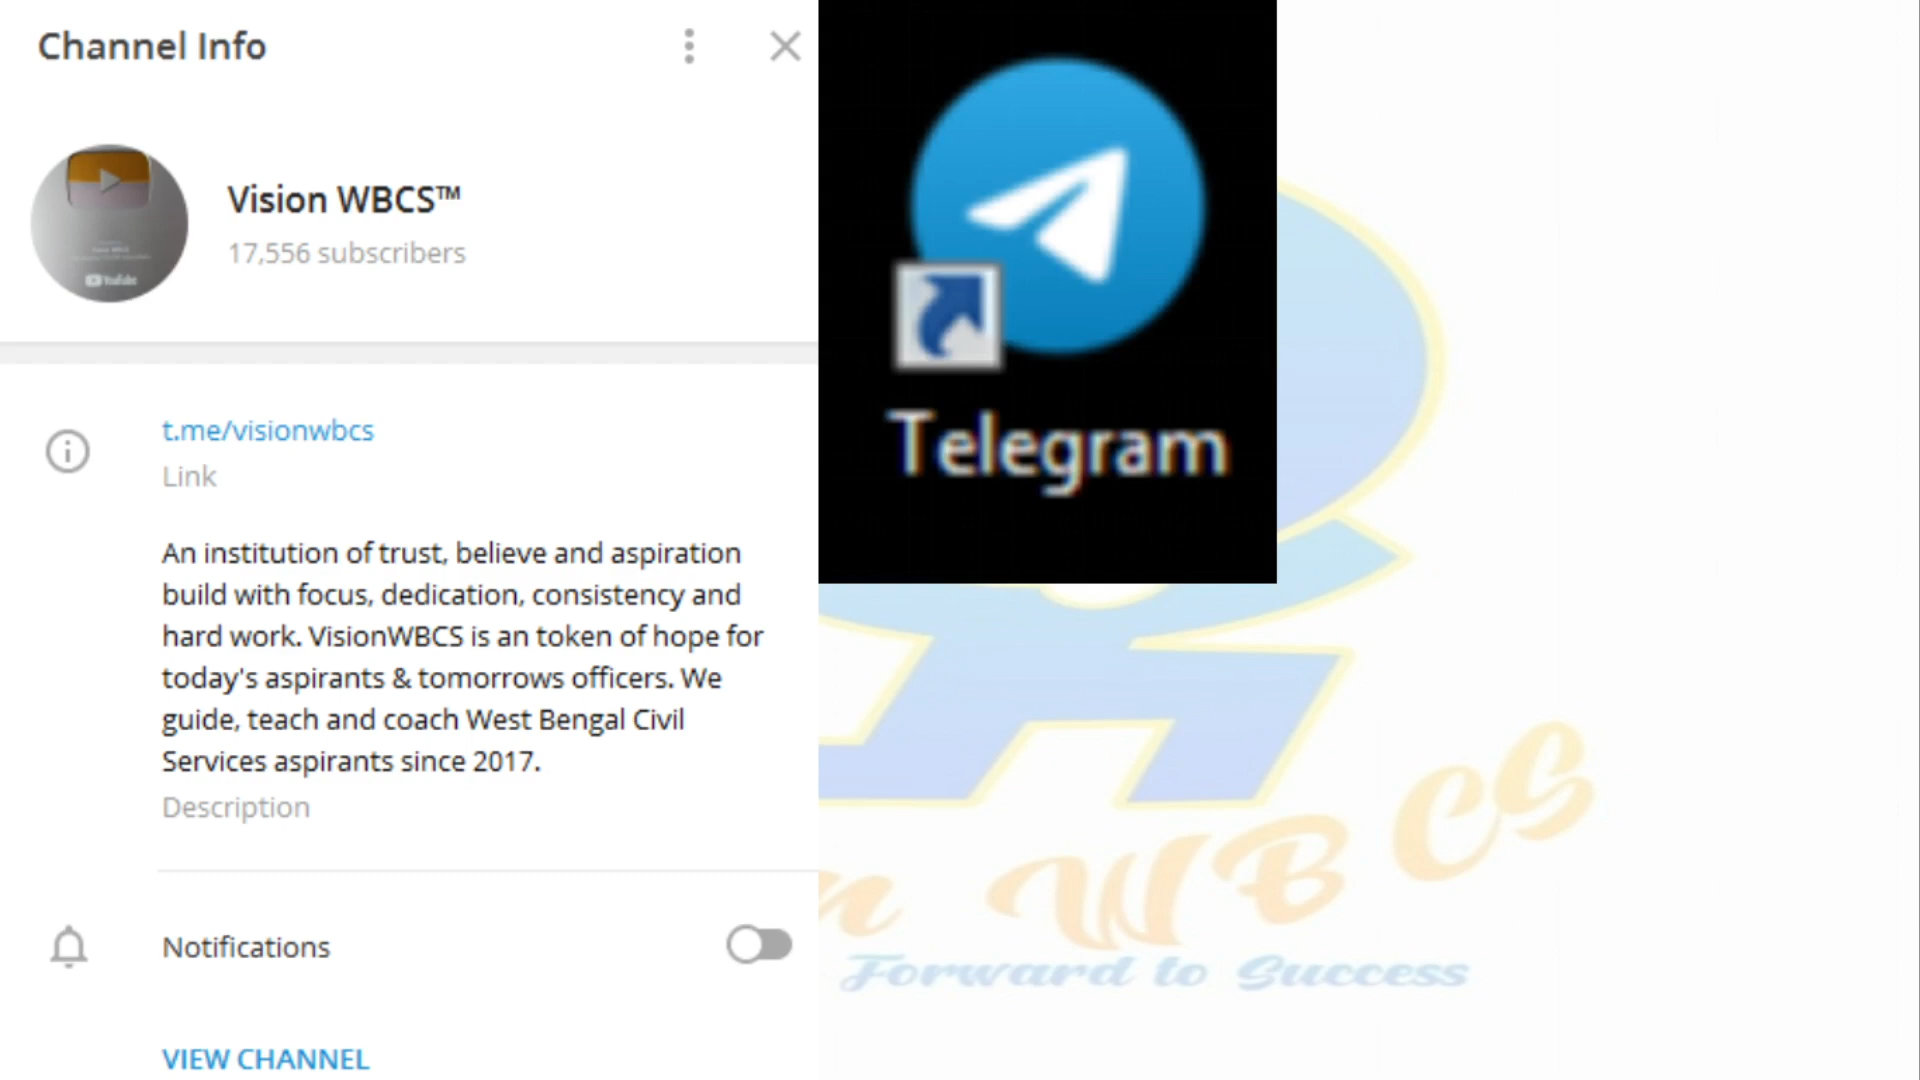 Channel Info
Vision WBCS™
17,556 subscribers
t.me/visionwbcs
Link
An institution of trust, believe and aspiration
build with focus, dedication, consistency and
hard work. VisionWBCS is an token of hope for
today's aspirants & tomorrows officers. We
guide, teach and coach West Bengal Civil
Services aspirants since 2017.
Description
Notifications
VIEW CHANNEL
Telegram
n WBCS
Forward to Success
YouTube